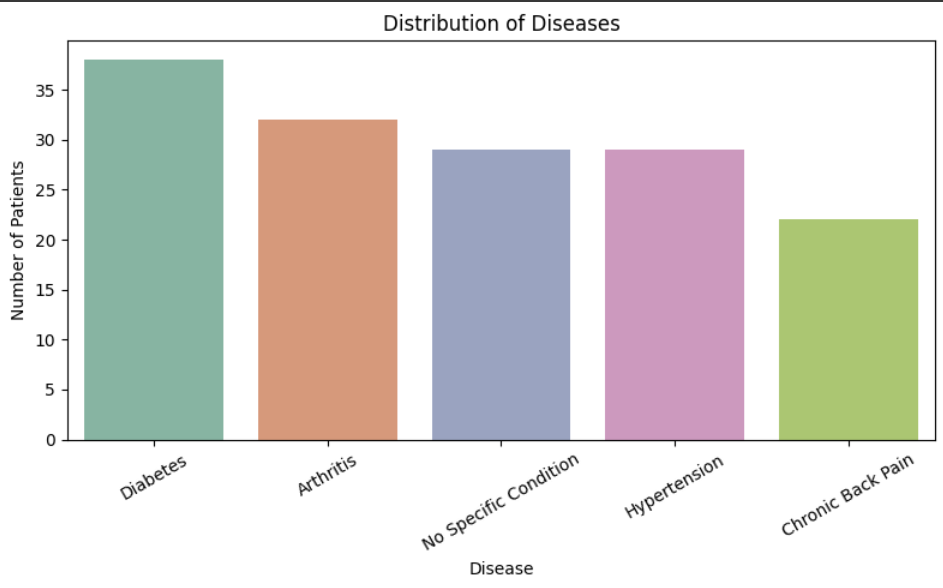 Distribution of Diseases
Number of Patients
35
30
25
20
15
10
5
0
Diabetes
Arthritis
No Specific Condition
Hypertension
Chronic Back Pain
Disease